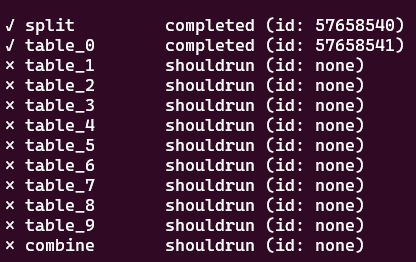 ✓ split completed (id: 57658540)
✓ table_0 completed (id: 57658541)
× table_1 shouldrun (id: none)
× table_2 shouldrun (id: none)
× table_3 shouldrun (id: none)
× table_4 shouldrun (id: none)
× table_5 shouldrun (id: none)
× table_6 shouldrun (id: none)
× table_7 shouldrun (id: none)
× table_8 shouldrun (id: none)
× table_9 shouldrun (id: none)
× combine shouldrun (id: none)